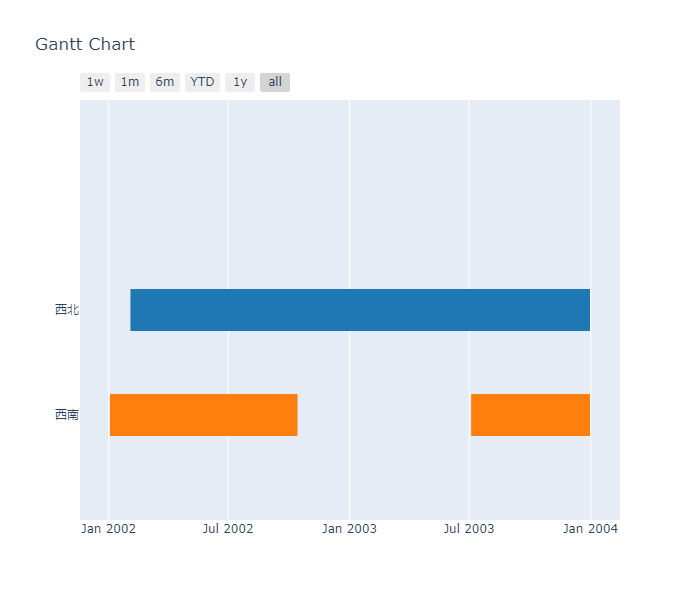 Gantt Chart
1w 1m 6m YTD 1y all
西北
西南
Jan 2002 Jul 2002 Jan 2003 Jul 2003 Jan 2004